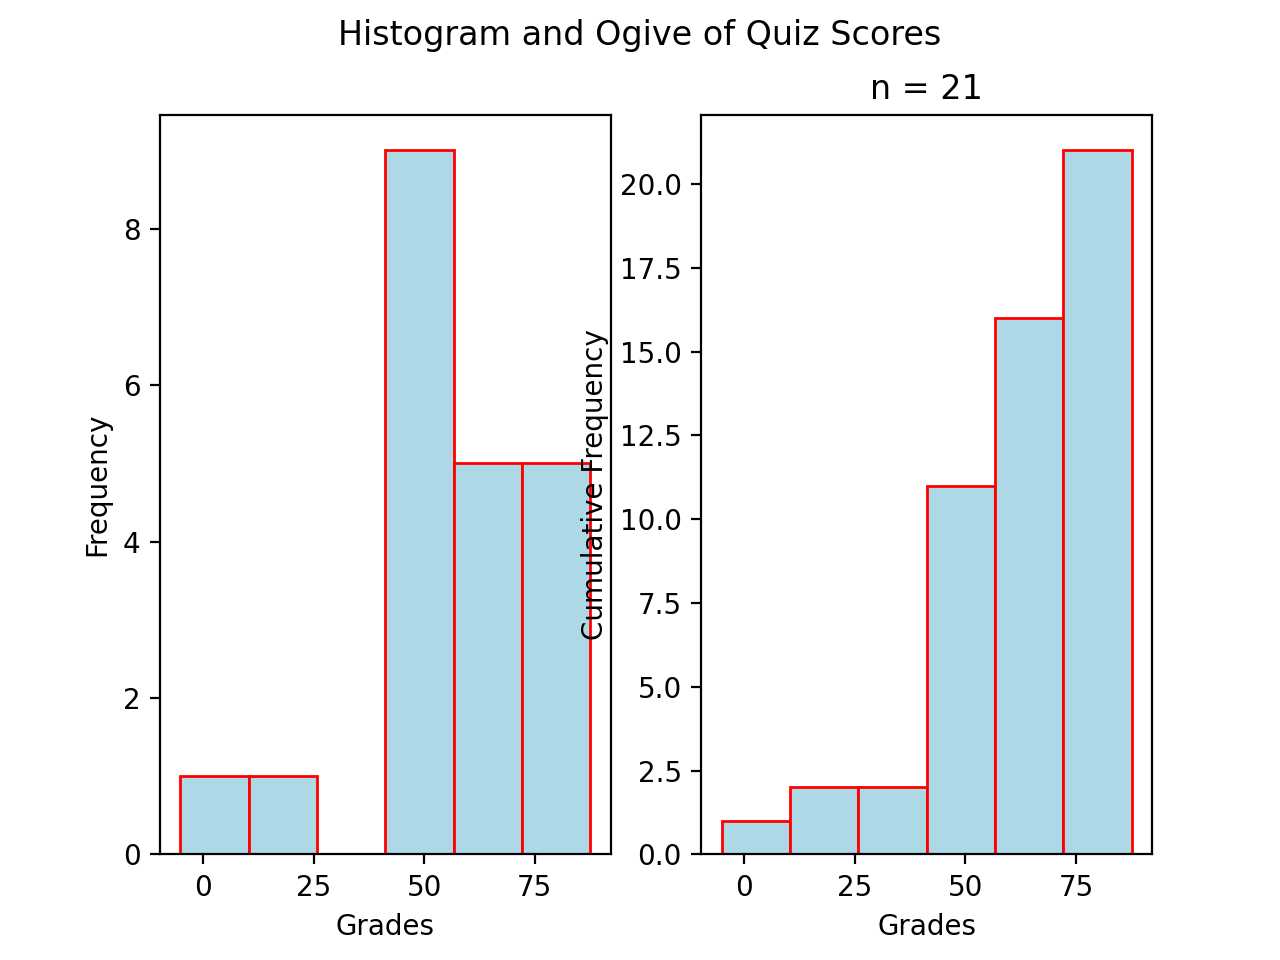 Histogram and Ogive of Quiz Scores
n = 21
Frequency
8
6
4
2
0
0 25 50 75
Grades
Cumulative Frequency
20.0
17.5
15.0
12.5
10.0
7.5
5.0
2.5
0.0
0 25 50 75
Grades